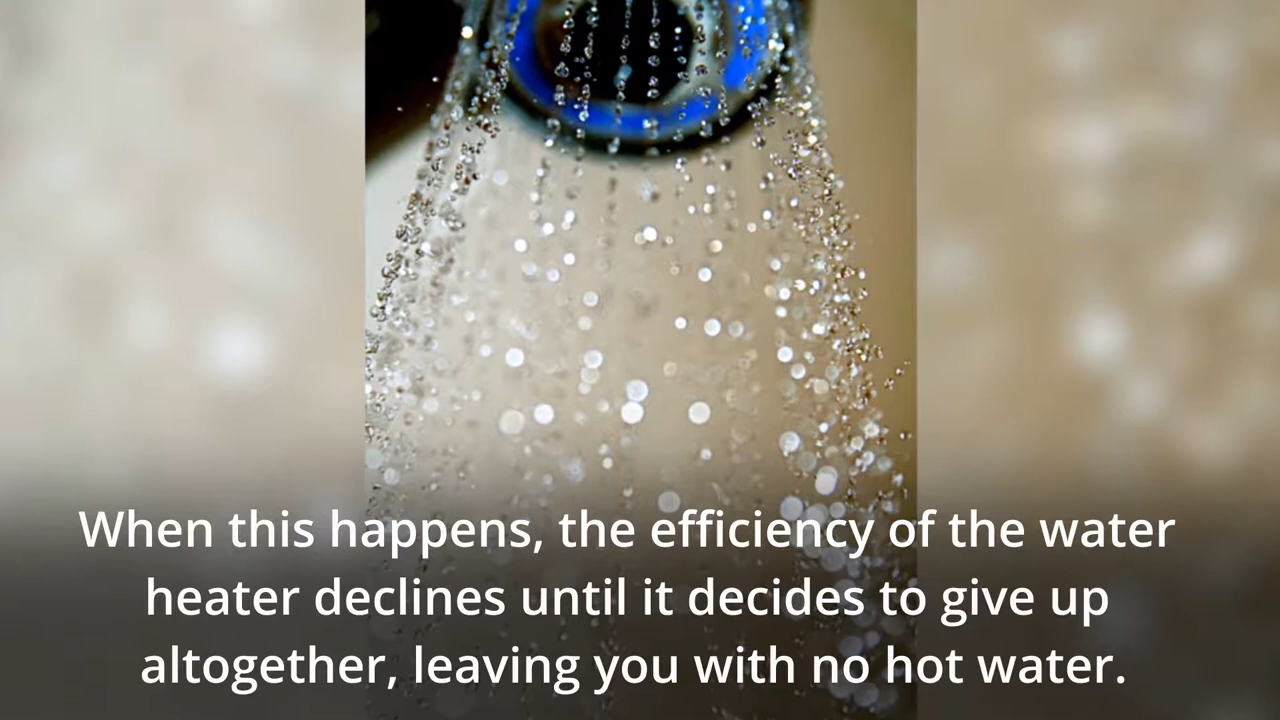 When this happens, the efficiency of the water
heater declines until it decides to give up
altogether, leaving you with no hot water.